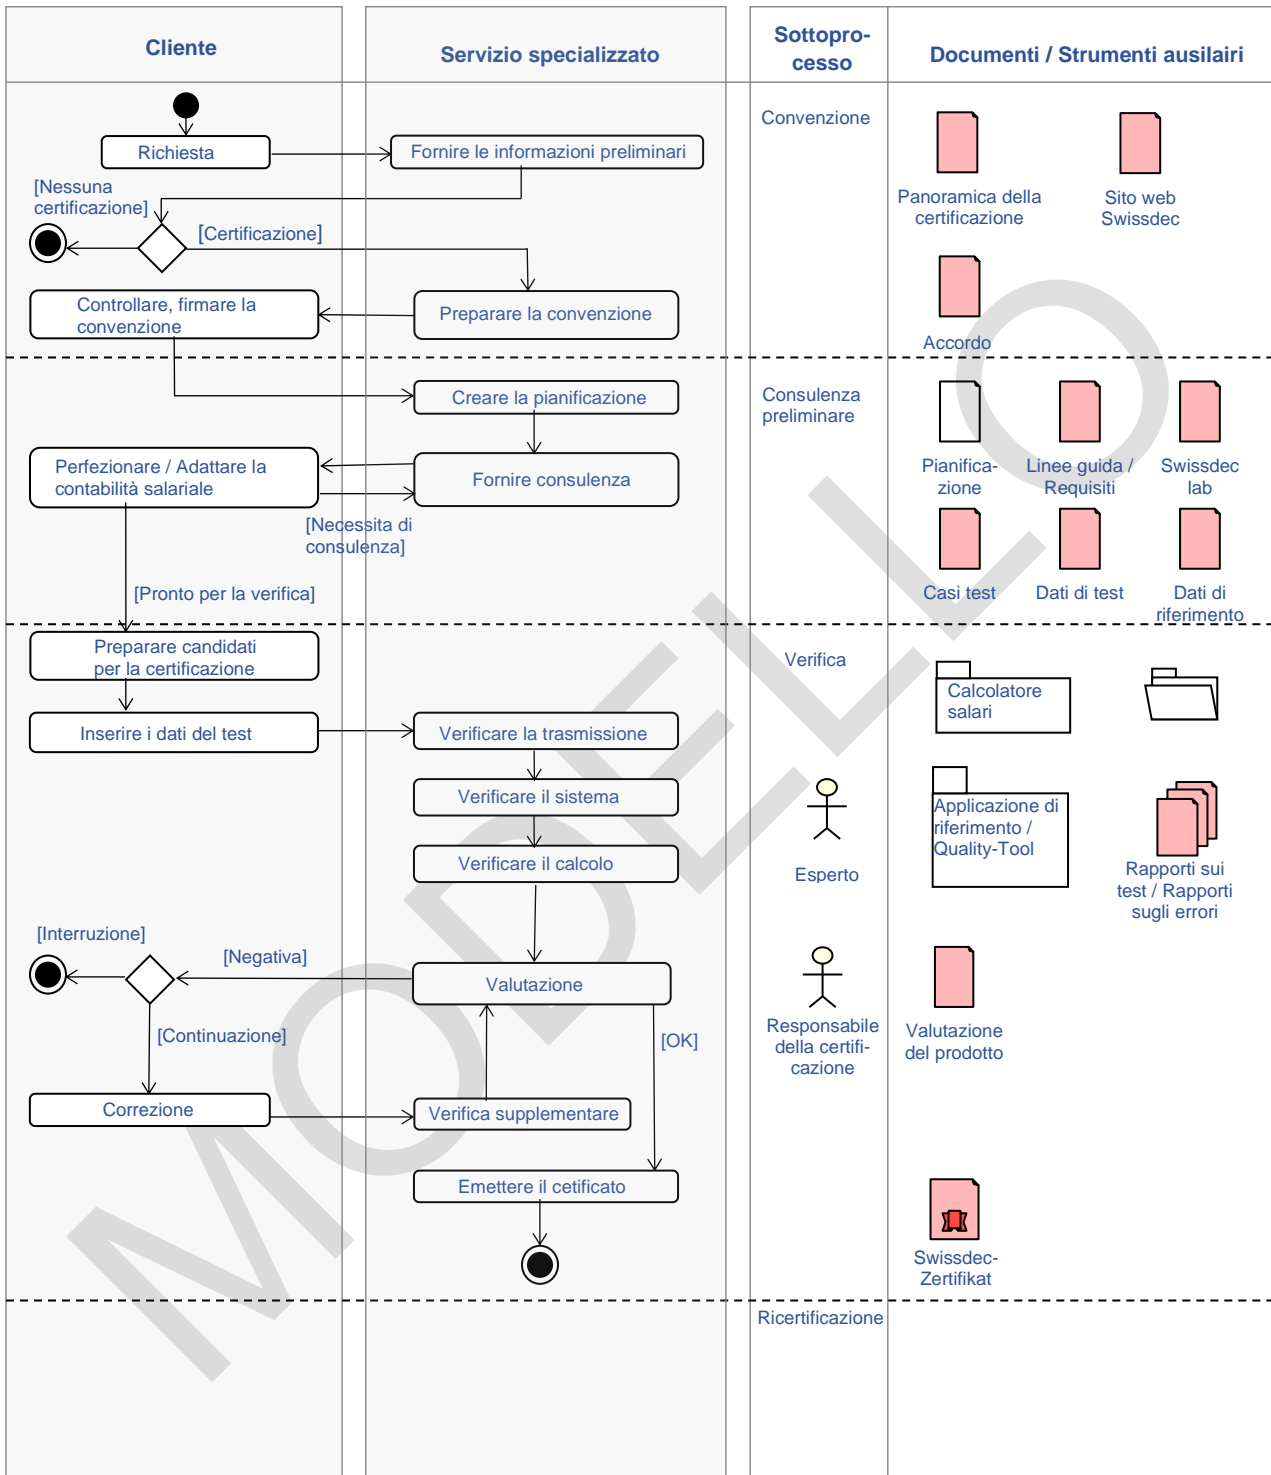 Cliente
Servizio specializzato
Sottopro-
cesso
Documenti / Strumenti ausilairi
Richiesta
Fornire le informazioni preliminari
Convenzione
[Nessuna
certificazione]
[Certificazione]
Panoramica della
certificazione
Sito web
Swissdec
Controllare, firmare la
convenzione
Preparare la convenzione
Accordo
Creare la pianificazione
Consulenza
preliminare
Perfezionare / Adattare la
contabilità salariale
Fornire consulenza
Pianifica-
zione
Linee guida /
Requisiti
Swissdec
lab
[Necessita di
consulenza]
[Pronto per la verifica]
Casi test
Dati di test
Dati di
riferimento
Preparare candidati
per la certificazione
Verifica
Calcolatore
salari
Inserire i dati del test
Verificare la trasmissione
Verificare il sistema
Verificare il calcolo
Esperto
Applicazione di
riferimento /
Quality-Tool
Rapporti sui
test / Rapporti
sugli errori
[Interruzione]
[Negativa]
Valutazione
[Continuazione]
[OK]
Responsabile
della certifi-
cazione
Valutazione
del prodotto
Correzione
Verifica supplementare
Emettere il cetificato
Swissdec-
Zertifikat
Ricertificazione
MODELLO